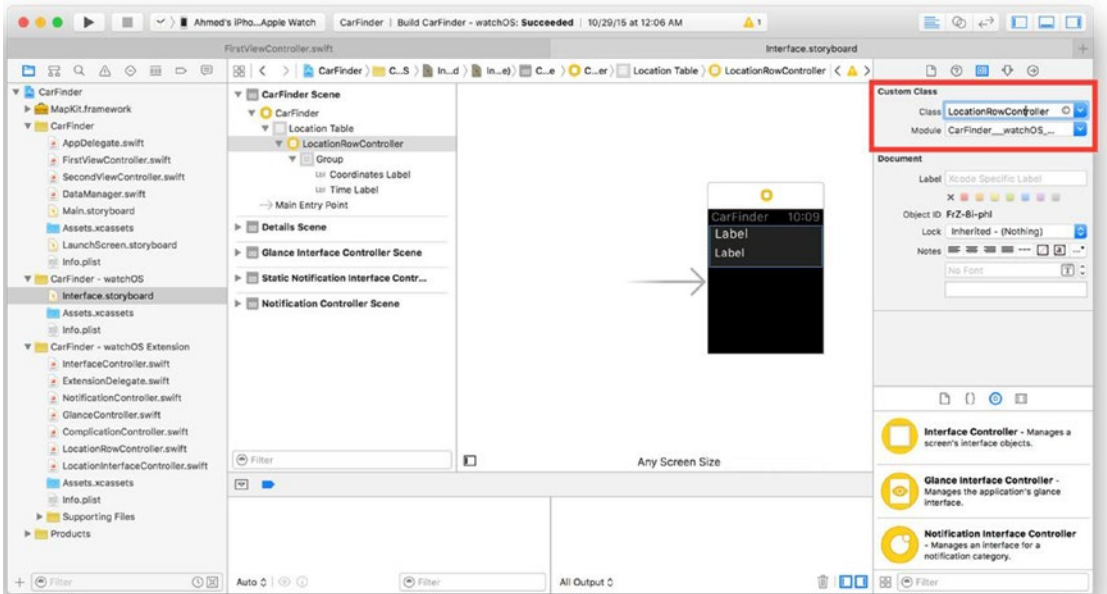 Ahmed's iPho...Apple Watch
CarFinder | Build CarFinder - watchOS: Succeeded | 10/29/15 at 12:06 AM
1
FirstViewController.swift
Interface.storyboard
CarFinder
MapKit.framework
CarFinder
AppDelegate.swift
FirstViewController.swift
SecondViewController.swift
DataManager.swift
Main.storyboard
Assets.xcassets
LaunchScreen.storyboard
Info.plist
CarFinder - watchOS
Interface.storyboard
Assets.xcassets
Info.plist
CarFinder - watchOS Extension
InterfaceController.swift
ExtensionDelegate.swift
NotificationController.swift
GlanceController.swift
ComplicationController.swift
LocationRowController.swift
LocationInterfaceController.swift
Assets.xcassets
Info.plist
Supporting Files
Products
Filter
CarFinder C...S In...d In...e) C...e C...er Location Table LocationRowController
CarFinder Scene
CarFinder
Location Table
LocationRowController
Group
Coordinates Label
Time Label
Main Entry Point
Details Scene
Glance Interface Controller Scene
Static Notification Interface Contr...
Notification Controller Scene
Filter
CarFinder 10:09
Label
Label
Any Screen Size
Auto
Filter
All Output
Custom Class
Class LocationRowController
Module CarFinder__watchOS_...
Document
Label Xcode Specific Label
Object ID FrZ-8i-phI
Lock Inherited - (Nothing)
Notes
No Font
Interface Controller - Manages a
screen's interface objects.
Glance Interface Controller -
Manages the application's glance
interface.
Notification Interface Controller
- Manages an interface for a
notification category.
Filter